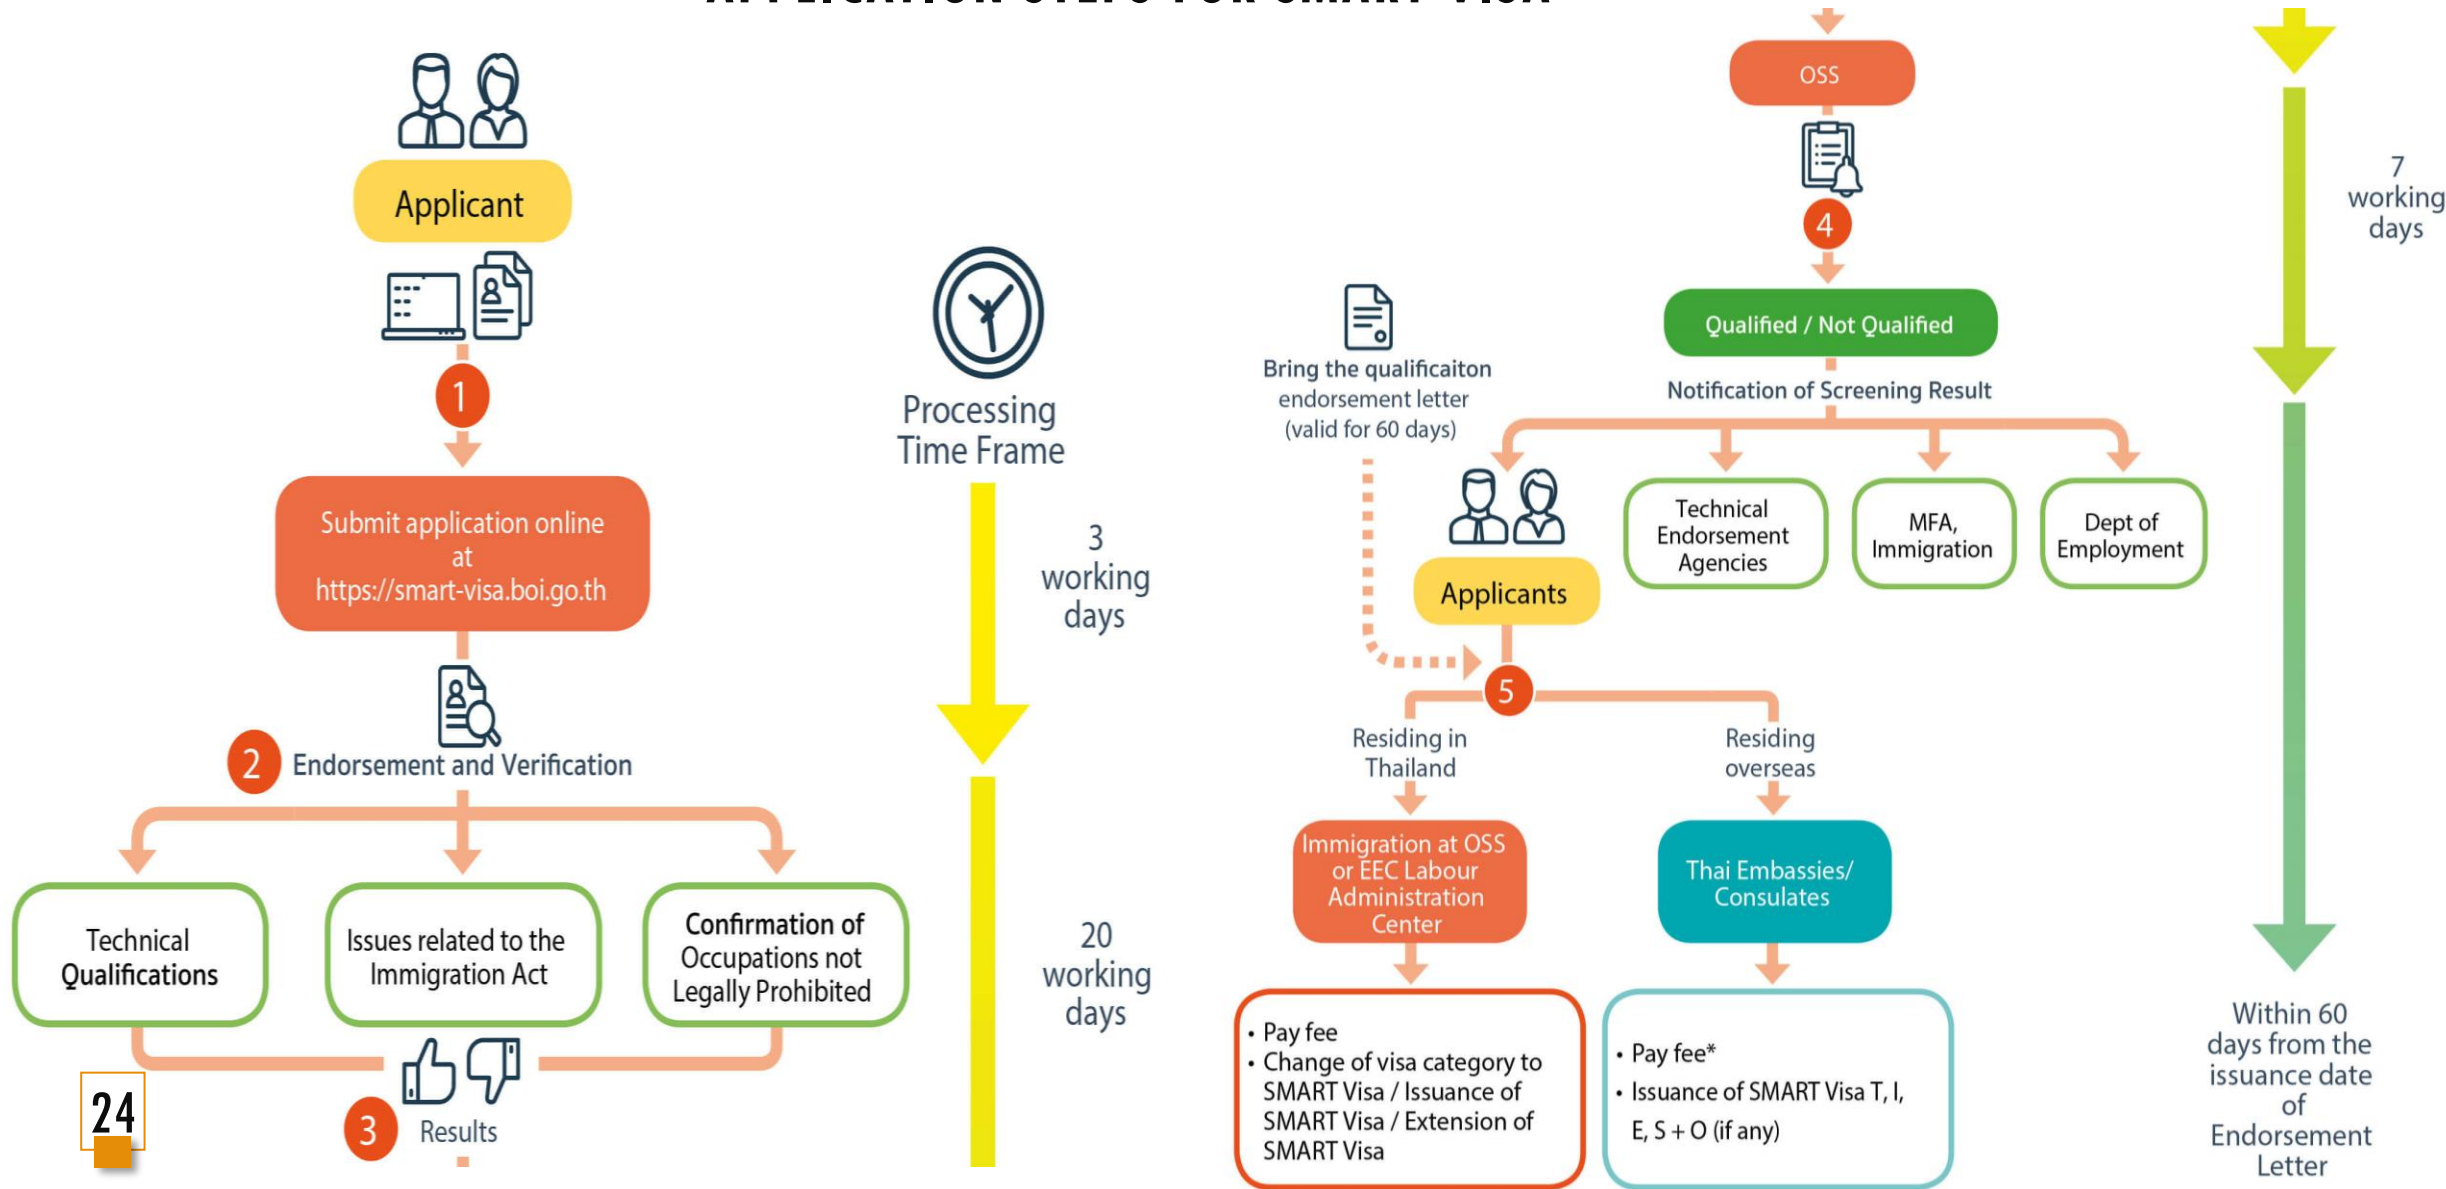 APPLICATION STEPS FOR SMART VISA
Applicant
1
Submit application online
at
https://smart-visa.boi.go.th
2
Endorsement and Verification
Technical
Qualifications
Issues related to the
Immigration Act
Confirmation of
Occupations not
Legally Prohibited
3
Results
24
Processing
Time Frame
3
working
days
20
working
days
OSS
4
Qualified / Not Qualified
Notification of Screening Result
Bring the qualificaiton
endorsement letter
(valid for 60 days)
Applicants
Technical
Endorsement
Agencies
MFA,
Immigration
Dept of
Employment
5
Residing in
Thailand
Residing
overseas
Immigration at OSS
or EEC Labour
Administration
Center
Thai Embassies/
Consulates
• Pay fee
• Change of visa category to
SMART Visa / Issuance of
SMART Visa / Extension of
SMART Visa
• Pay fee*
• Issuance of SMART Visa T, I,
E, S + O (if any)
7
working
days
Within 60
days from the
issuance date
of
Endorsement
Letter